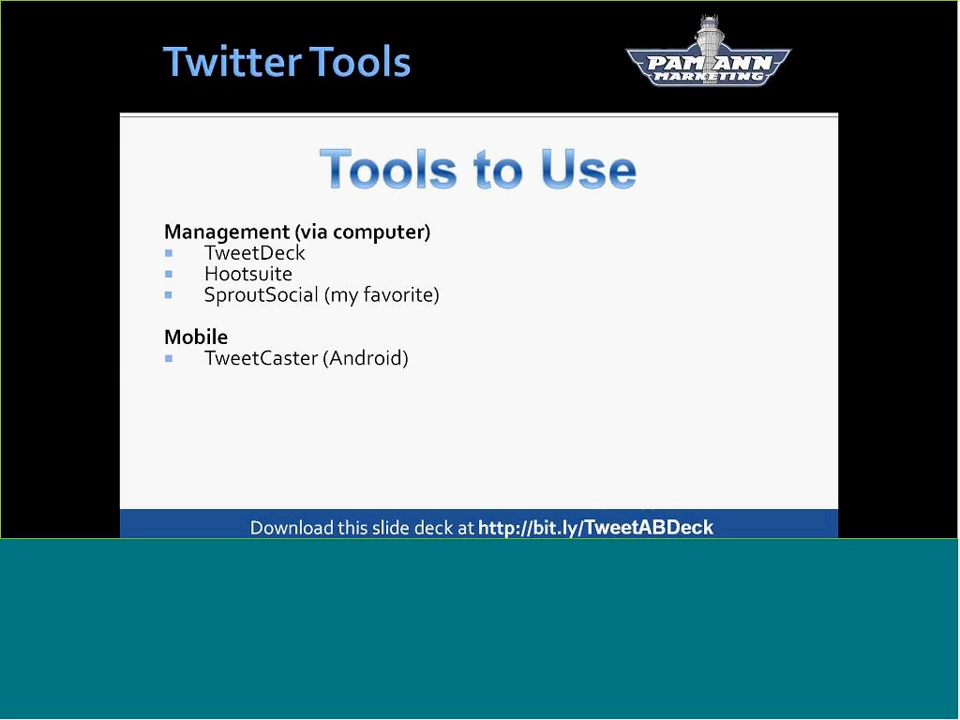 Twitter Tools
PAM ANN
MARKETING
Tools to Use
Management (via computer)
TweetDeck
Hootsuite
SproutSocial (my favorite)
Mobile
TweetCaster (Android)
Download this slide deck at http://bit.ly/TweetABDeck